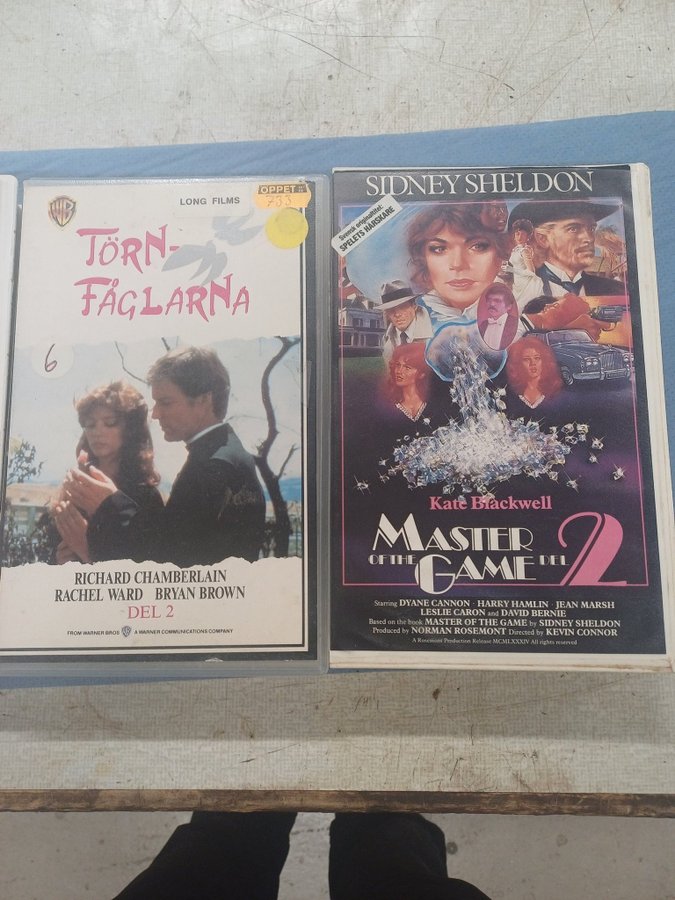 WB
LONG FILMS
ÖPPET
733
TÖRN-
FÅGLARNA
6
RICHARD CHAMBERLAIN
RACHEL WARD BRYAN BROWN
DEL 2
FROM WARNER BROS A WARNER COMMUNICATIONS COMPANY
SIDNEY SHELDON
Svensk originaltitel:
SPELETS HÄRSKARE
Kate Blackwell
MASTER
OF THE GAME DEL 2
Starring DYANE CANNON · HARRY HAMLIN · JEAN MARSH
LESLIE CARON and DAVID BERNIE
Based on the book MASTER OF THE GAME by SIDNEY SHELDON
Produced by NORMAN ROSEMONT Directed by KEVIN CONNOR
A Rosemont Production Release MCMLXXXIV All rights reserved